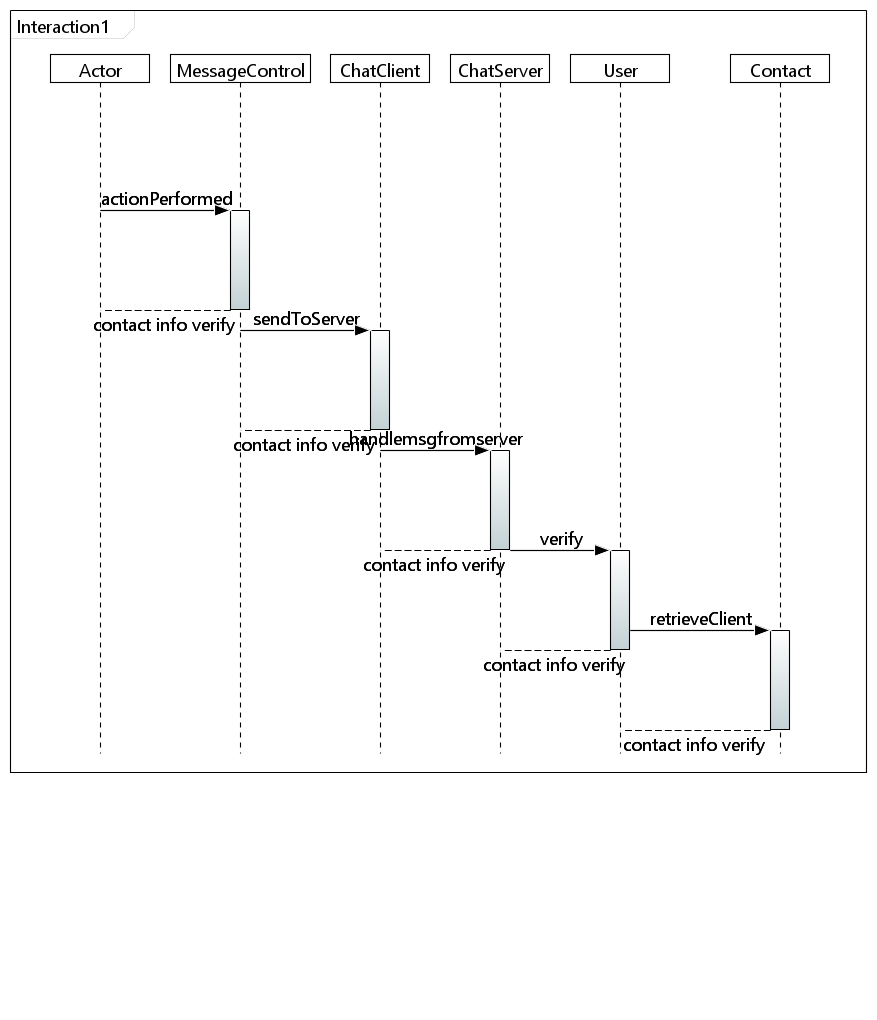 Interaction1
Actor
MessageControl
ChatClient
ChatServer
User
Contact
actionPerformed
contact info verify
sendToServer
contact info verify
handlemsgfromserver
contact info verify
verify
contact info verify
retrieveClient
contact info verify